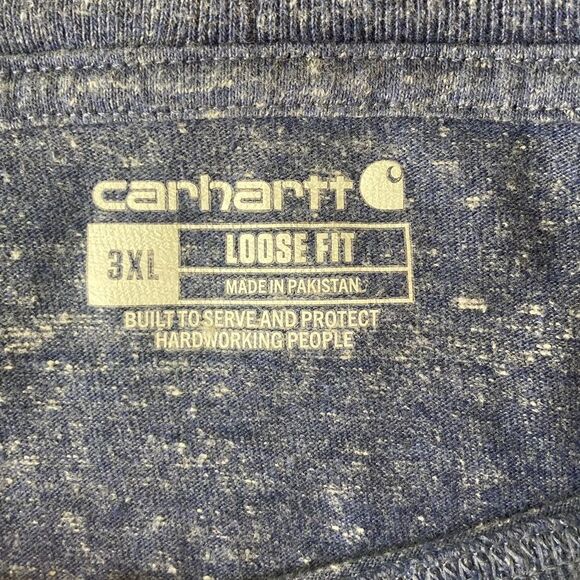 carhartt
3XL
LOOSE FIT
MADE IN PAKISTAN
BUILT TO SERVE AND PROTECT
HARDWORKING PEOPLE